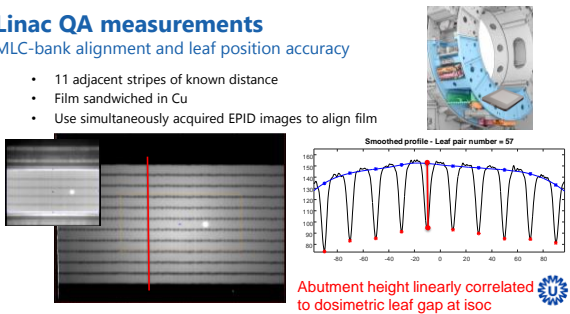 Linac QA measurements
MLC-bank alignment and leaf position accuracy
• 11 adjacent stripes of known distance
• Film sandwiched in Cu
• Use simultaneously acquired EPID images to align film
Smoothed profile - Leaf pair number = 57
160
150
140
130
120
110
100
90
80
-80 -60 -40 -20 0 20 40 60 80
Abutment height linearly correlated
to dosimetric leaf gap at isoc